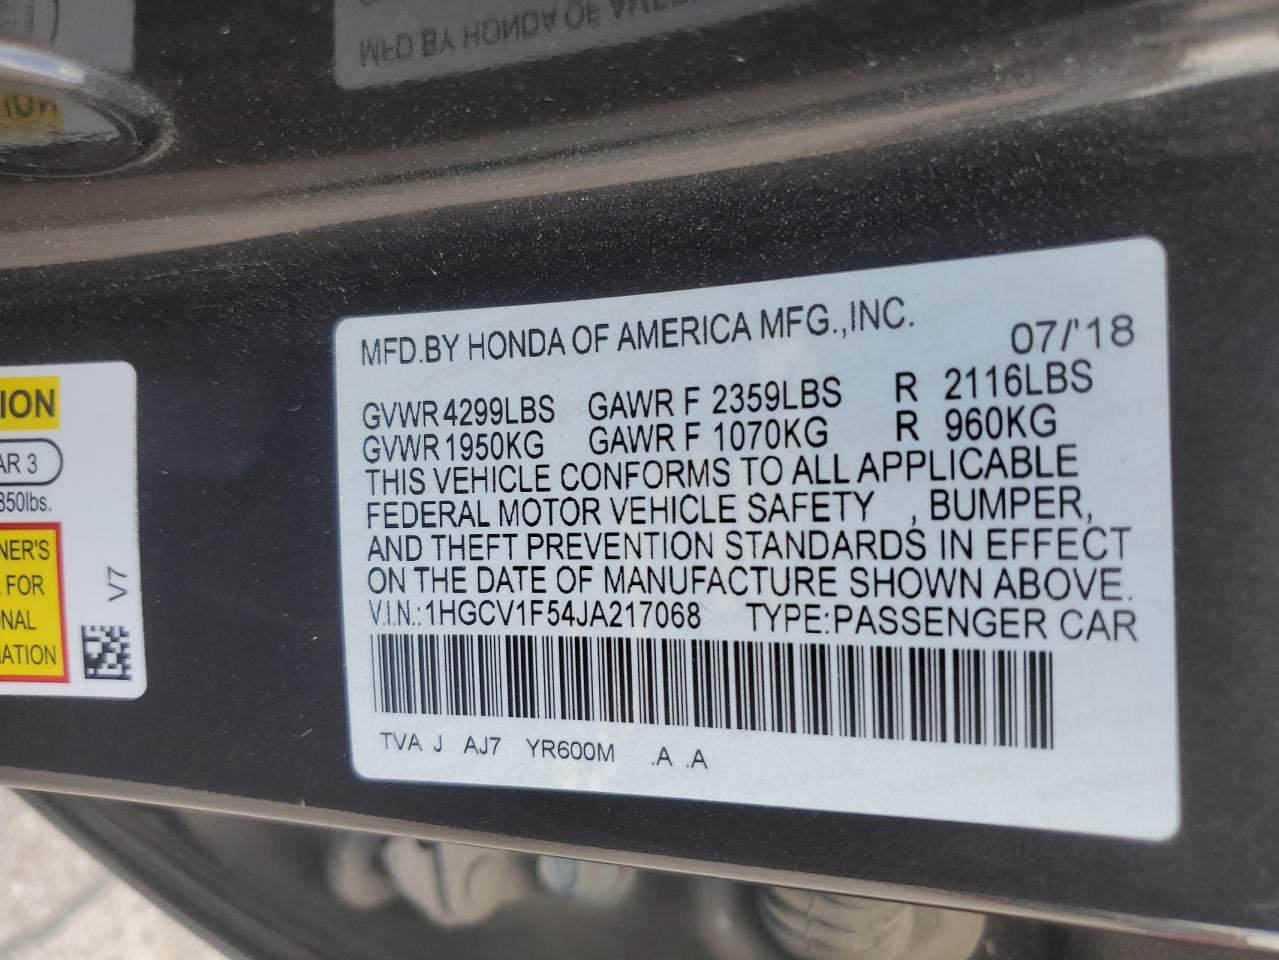 MFD.BY HONDA OF AMERICA MFG.,INC. 07/'18
GVWR 4299LBS GAWR F 2359LBS R 2116LBS
GVWR 1950KG GAWR F 1070KG R 960KG
THIS VEHICLE CONFORMS TO ALL APPLICABLE
FEDERAL MOTOR VEHICLE SAFETY , BUMPER,
AND THEFT PREVENTION STANDARDS IN EFFECT
ON THE DATE OF MANUFACTURE SHOWN ABOVE.
V.I.N.:1HGCV1F54JA217068 TYPE:PASSENGER CAR
TVA J AJ7 YR600M .A .A
ION
AR 3
850lbs.
NER'S
FOR
NAL
MATION
V7
MFD.BY HONDA OF AMER